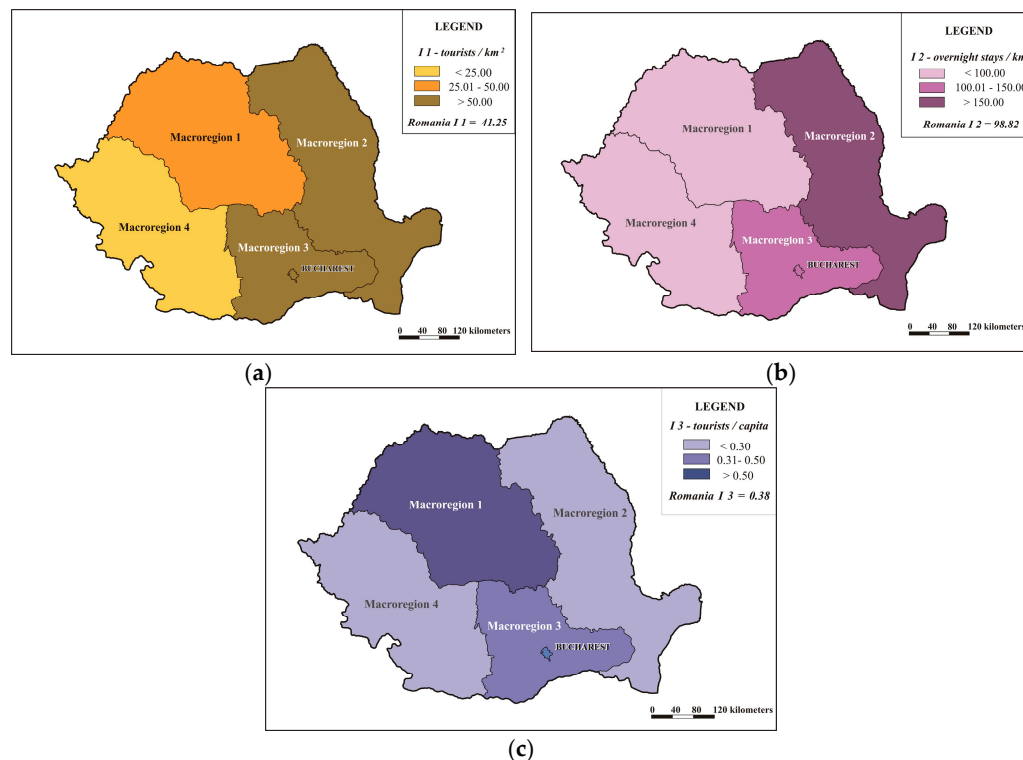 LEGEND
I 1 - tourists / km²
< 25.00
25.01 - 50.00
> 50.00
Romania I 1 = 41.25
Macroregion 1
Macroregion 2
Macroregion 4
Macroregion 3
BUCHAREST
0 40 80 120 kilometers
(a)
LEGEND
I 2 - overnight stays / km
< 100.00
100.01 - 150.00
> 150.00
Romania I 2 = 98.82
Macroregion 1
Macroregion 2
Macroregion 4
Macroregion 3
BUCHAREST
0 40 80 120 kilometers
(b)
LEGEND
I 3 - tourists / capita
< 0.30
0.31- 0.50
> 0.50
Romania I 3 = 0.38
Macroregion 1
Macroregion 2
Macroregion 4
Macroregion 3
BUCHAREST
0 40 80 120 kilometers
(c)